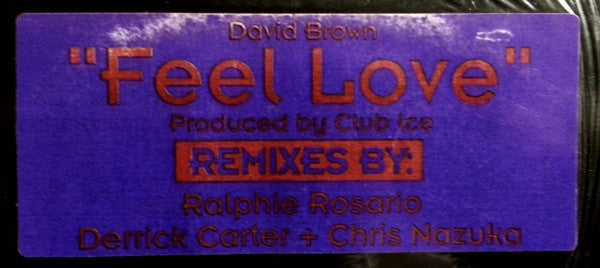 David Brown
"Feel Love"
Produced by Club Ice
REMIXES BY:
Ralphie Rosario
Derrick Carter + Chris Nazuka